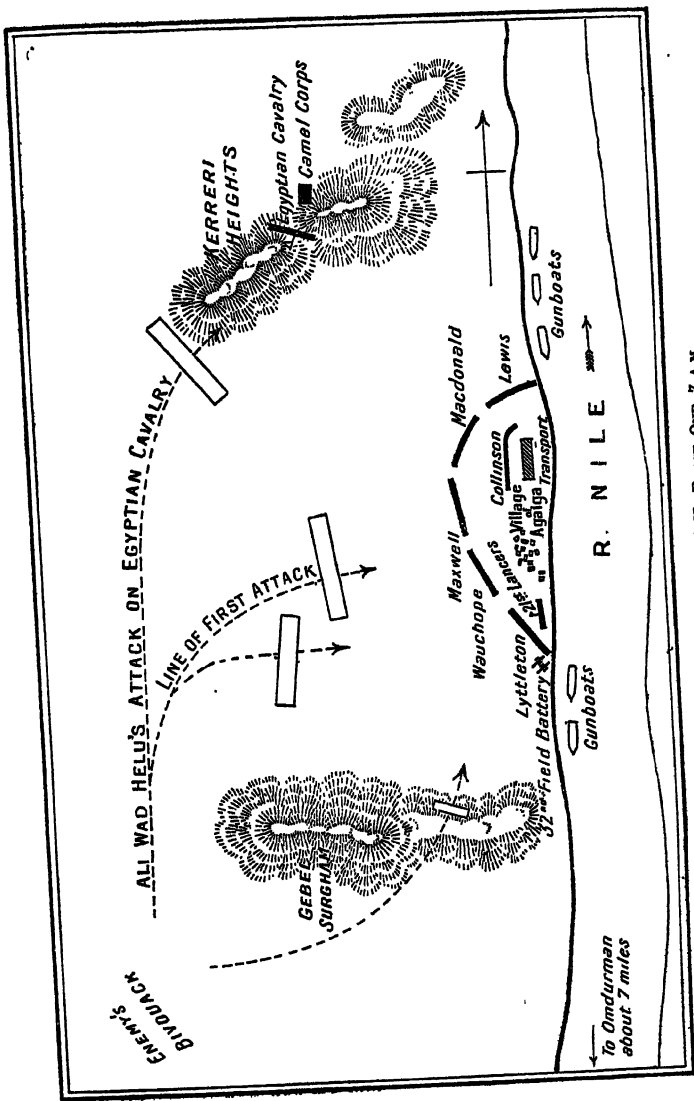 ALI WAD HELU'S ATTACK ON EGYPTIAN CAVALRY
KERRERI
HEIGHTS
Egyptian Cavalry
Camel Corps
LINE OF FIRST ATTACK
ENEMY'S
BIVOUACK
GEBEL
SURGHAM
Macdonald
Lewis
Maxwell
Wauchope
Collinson
Lyttleton
21st Lancers
Village
Agaiga
Transport
32nd Field Battery
Gunboats
Gunboats
R. NILE
To Omdurman
about 7 miles